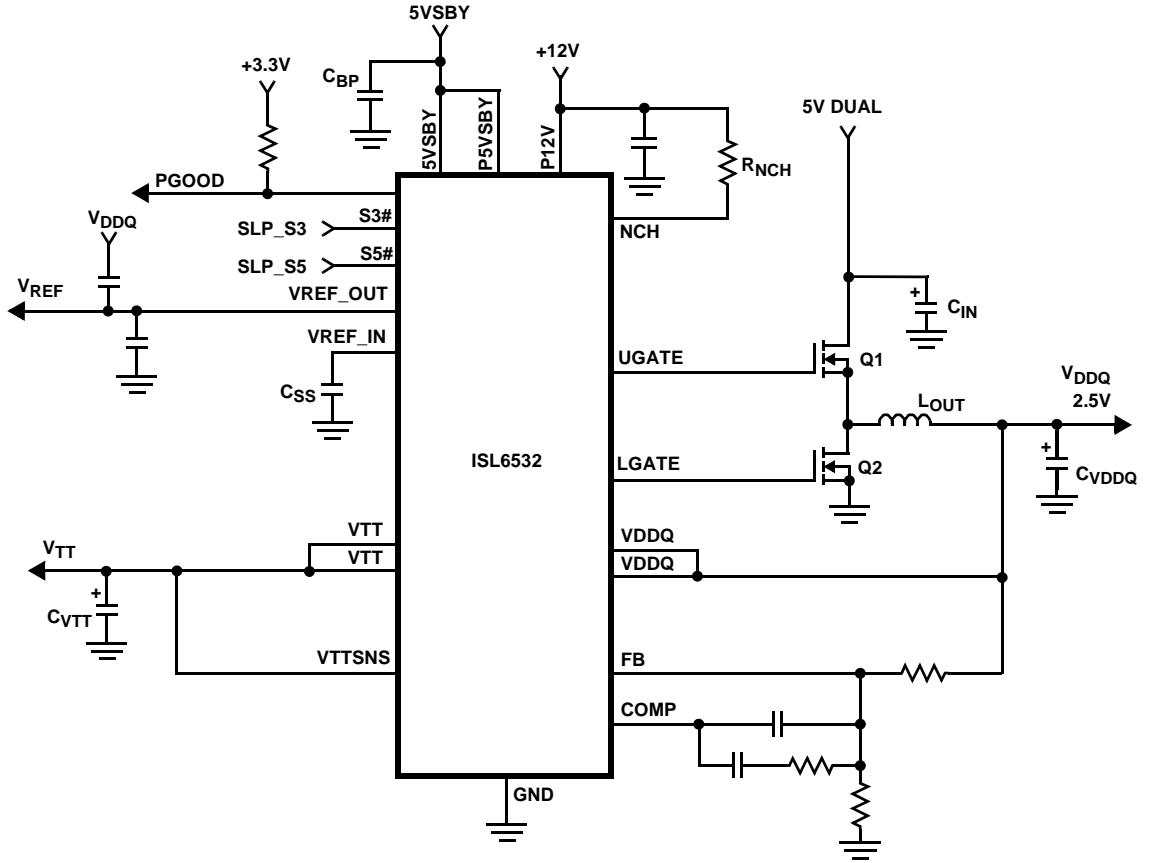 5VSBY
+3.3V
CBP
+12V
5V DUAL
5VSBY
P5VSBY
P12V
RNCH
PGOOD
S3#
SLP_S3
NCH
VDDQ
S5#
SLP_S5
VREF
VREF_OUT
+
CIN
VREF_IN
UGATE
Q1
CSS
VDDQ
2.5V
LOUT
ISL6532
LGATE
Q2
+
CVDDQ
VTT
VDDQ
VTT
VTT
VDDQ
+
CVTT
VTTSNS
FB
COMP
GND